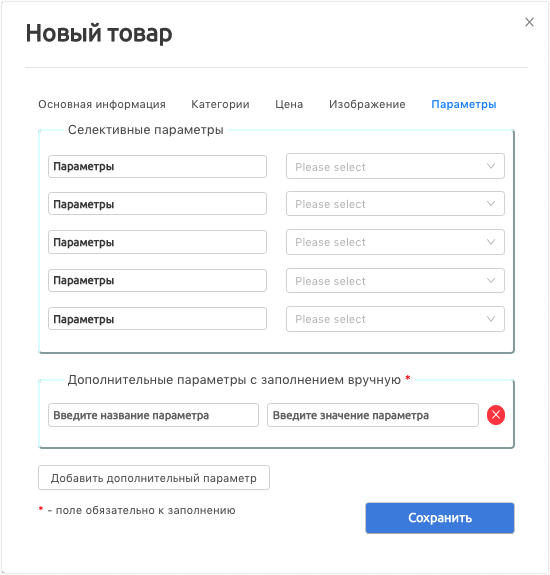 Новый товар
Основная информация Категории Цена Изображение Параметры
Селективные параметры
Параметры Please select
Параметры Please select
Параметры Please select
Параметры Please select
Параметры Please select
Дополнительные параметры с заполнением вручную *
Введите название параметра Введите значение параметра
Добавить дополнительный параметр
* - поле обязательно к заполнению
Сохранить